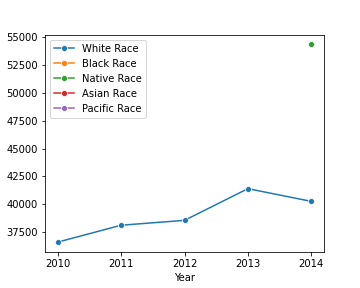 55000
52500
50000
47500
45000
42500
40000
37500
White Race
Black Race
Native Race
Asian Race
Pacific Race
2010 2011 2012 2013 2014
Year